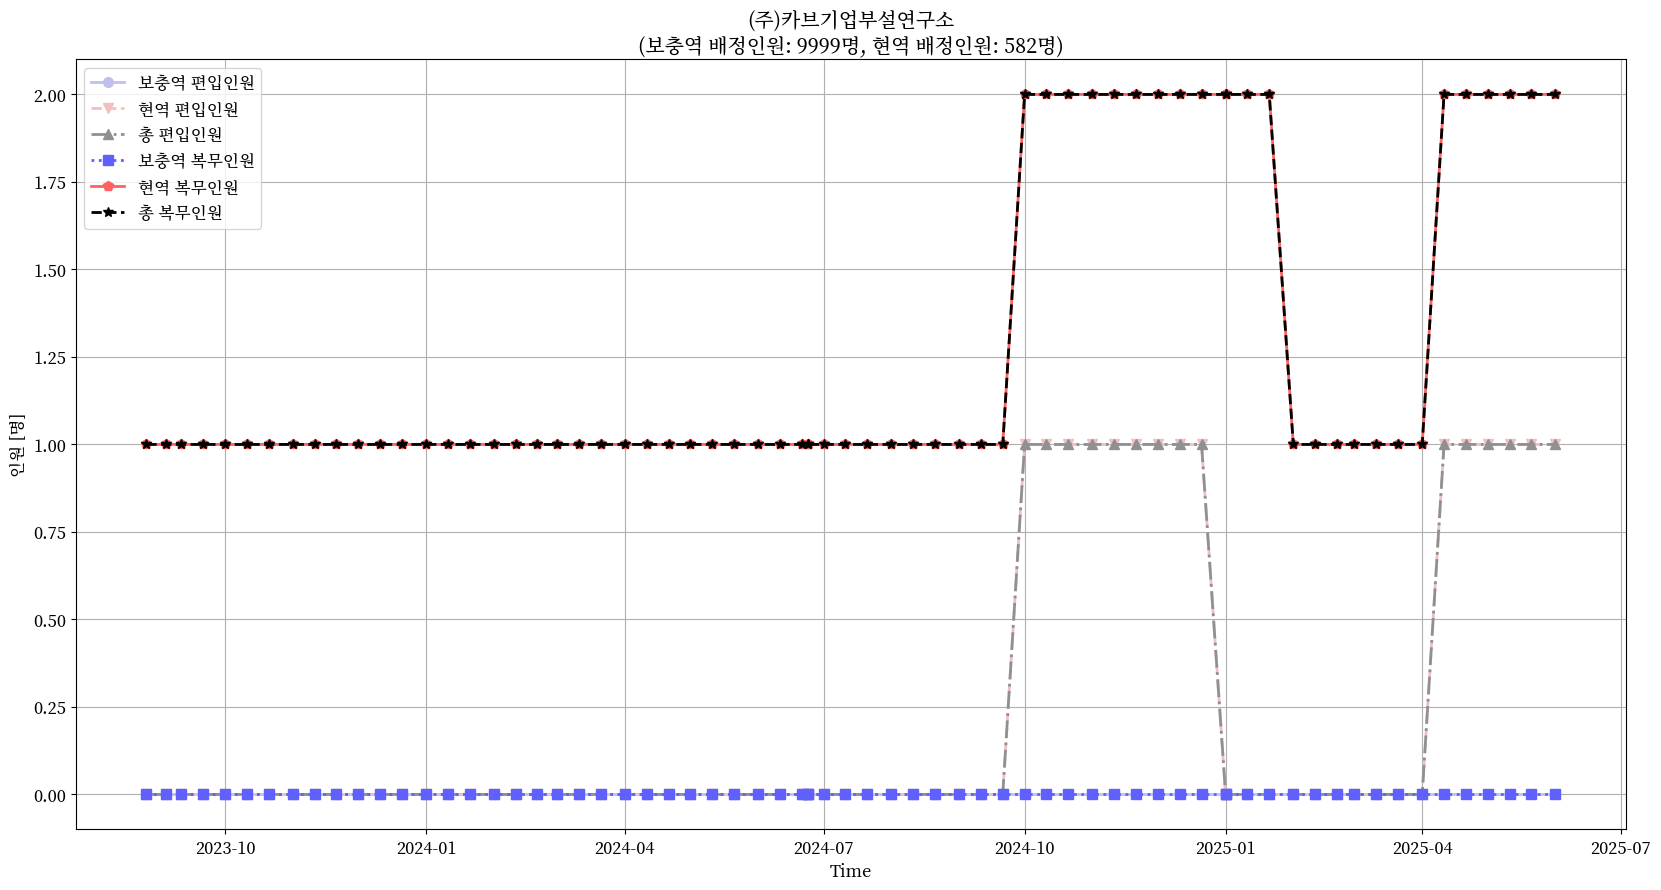 (주)카브기업부설연구소
(보충역 배정인원: 9999명, 현역 배정인원: 582명)
보충역 편입인원
현역 편입인원
총 편입인원
보충역 복무인원
현역 복무인원
총 복무인원
인원 [명]
2.00
1.75
1.50
1.25
1.00
0.75
0.50
0.25
0.00
2023-10
2024-01
2024-04
2024-07
2024-10
2025-01
2025-04
2025-07
Time